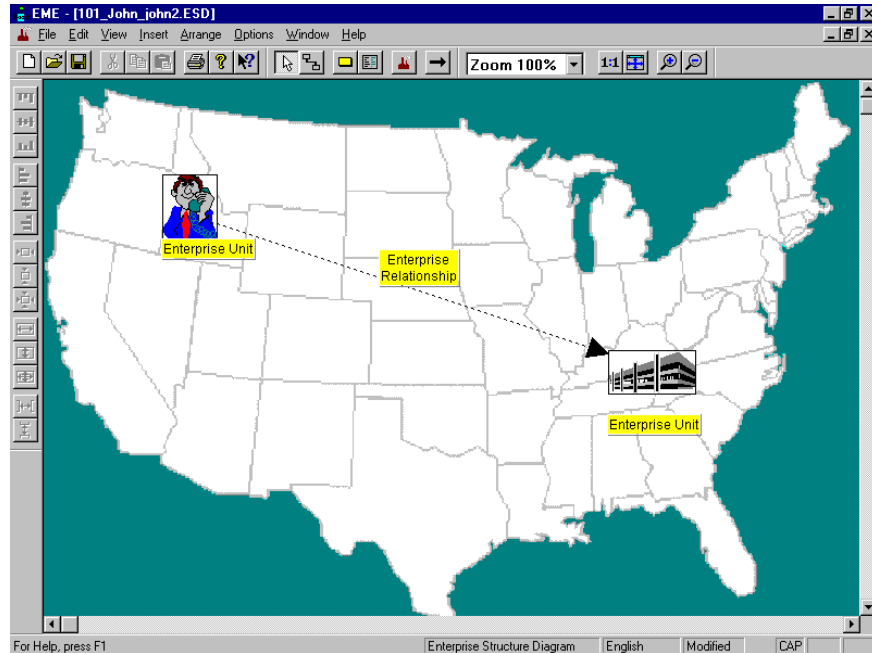 EME - [101_John_john2.ESD]
File Edit View Insert Arrange Options Window Help
Zoom 100% 1:1
Enterprise Unit
Enterprise
Relationship
Enterprise Unit
For Help, press F1 Enterprise Structure Diagram English Modified CAP